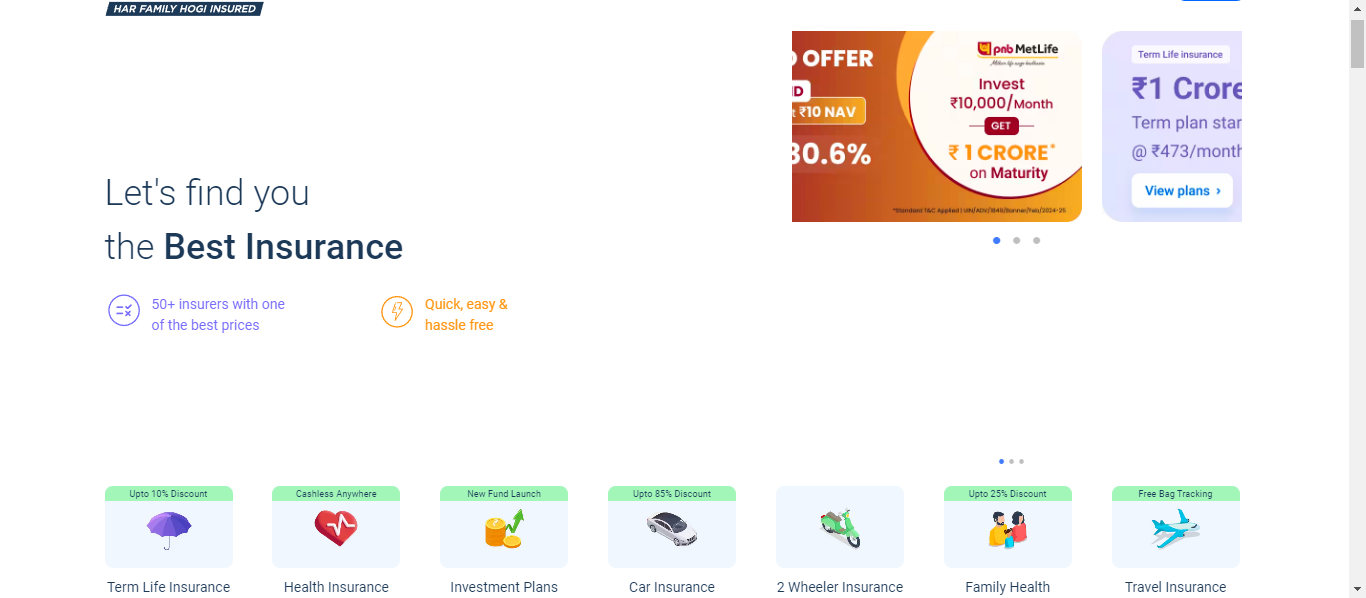 HAR FAMILY HOGI INSURED
OFFER
pnb MetLife
Milkar life aage badhaein
Invest
₹10,000/Month
GET
₹ 1 CRORE*
on Maturity
₹10 NAV
30.6%
*Standard T&C Applied | UIN/ADV/1849/Banner/Feb/2024-25
Term Life insurance
₹1 Crore
Term plan star
@ ₹473/month
View plans ›
Let's find you
the Best Insurance
50+ insurers with one
of the best prices
Quick, easy &
hassle free
Upto 10% Discount
Term Life Insurance
Cashless Anywhere
Health Insurance
New Fund Launch
Investment Plans
Upto 85% Discount
Car Insurance
2 Wheeler Insurance
Upto 25% Discount
Family Health
Free Bag Tracking
Travel Insurance